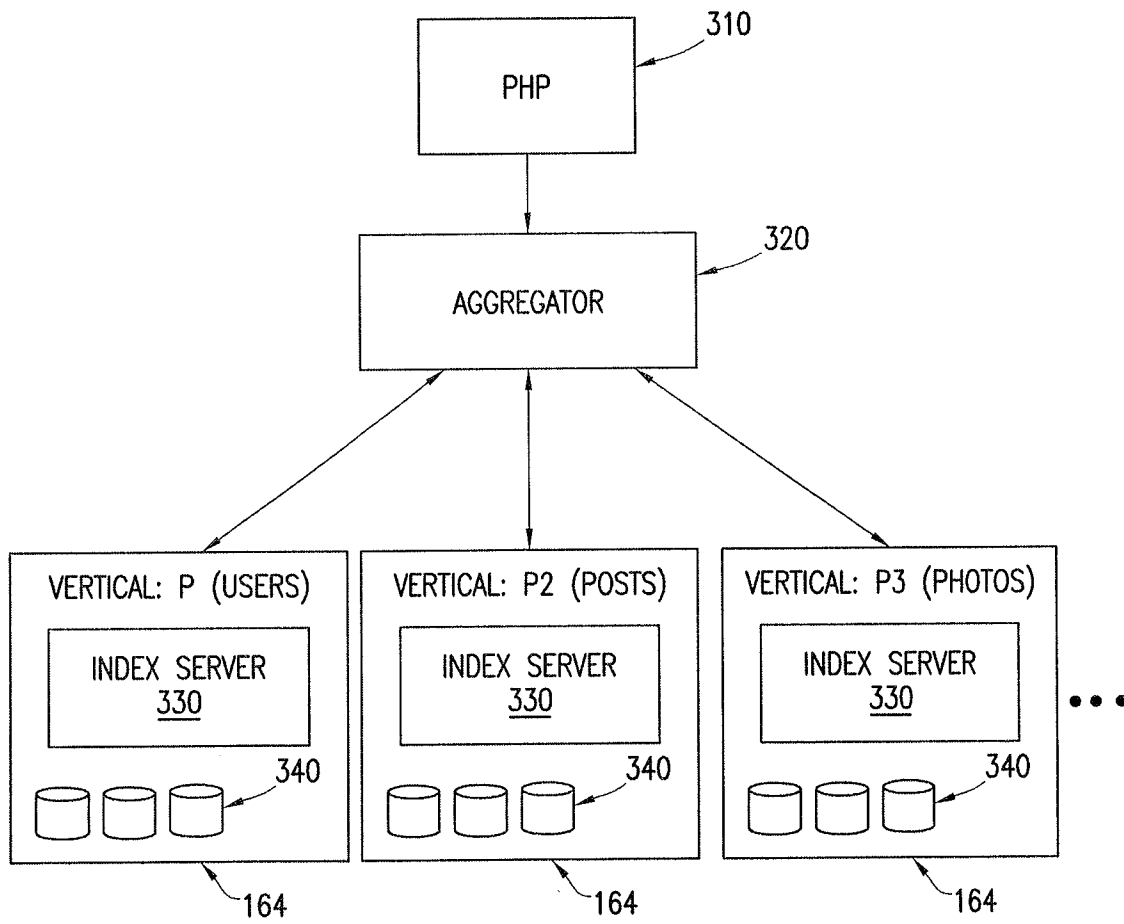 310
PHP
320
AGGREGATOR
VERTICAL: P (USERS)
INDEX SERVER
330
340
164
VERTICAL: P2 (POSTS)
INDEX SERVER
330
340
164
VERTICAL: P3 (PHOTOS)
INDEX SERVER
330
340
164